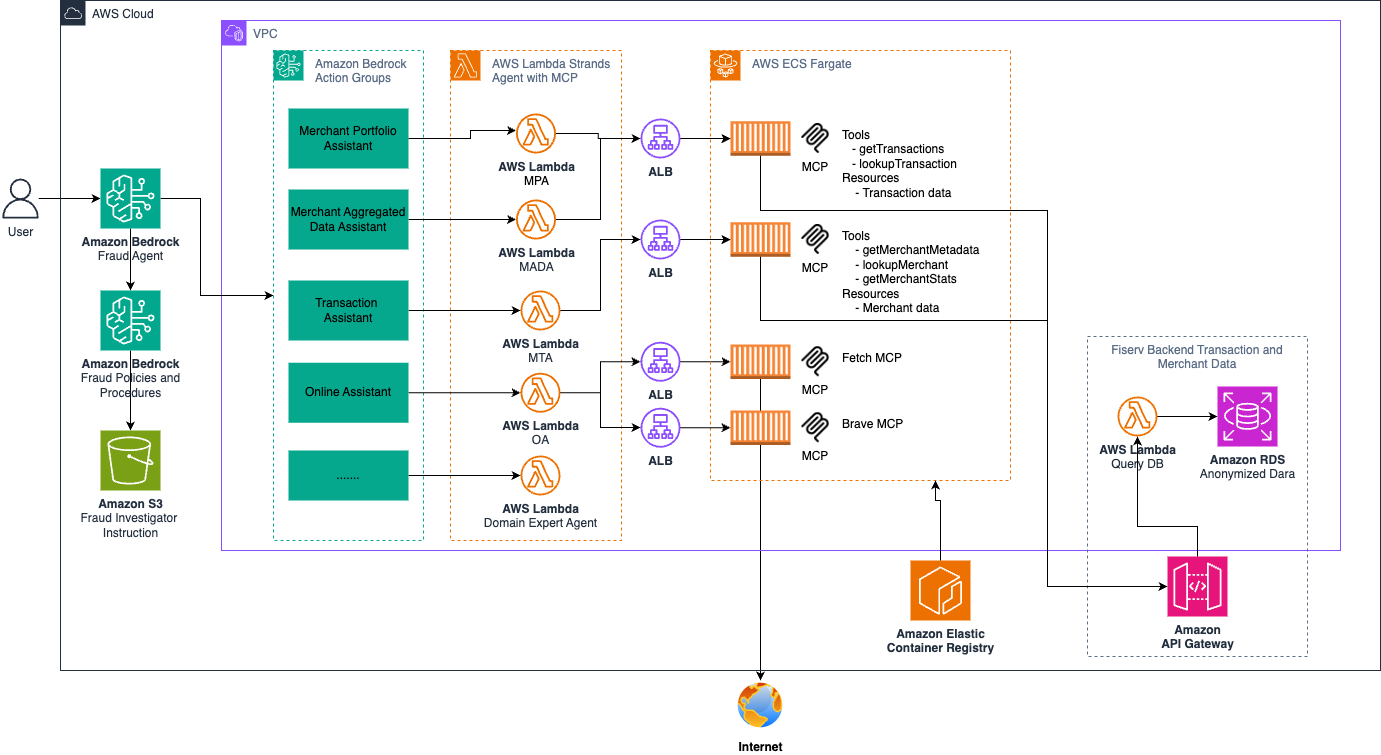 AWS Cloud
VPC
Amazon Bedrock
Action Groups
AWS Lambda Strands
Agent with MCP
AWS ECS Fargate
User
Amazon Bedrock
Fraud Agent
Amazon Bedrock
Fraud Policies and
Procedures
Amazon S3
Fraud Investigator
Instruction
Merchant Portfolio
Assistant
Merchant Aggregated
Data Assistant
Transaction
Assistant
Online Assistant
.......
AWS Lambda
MPA
AWS Lambda
MADA
AWS Lambda
MTA
AWS Lambda
OA
AWS Lambda
Domain Expert Agent
ALB
ALB
ALB
ALB
MCP
Tools
- getTransactions
- lookupTransaction
Resources
- Transaction data
MCP
Tools
- getMerchantMetadata
- lookupMerchant
- getMerchantStats
Resources
- Merchant data
MCP
Fetch MCP
MCP
Brave MCP
Fiserv Backend Transaction and
Merchant Data
AWS Lambda
Query DB
Amazon RDS
Anonymized Dara
Amazon
API Gateway
Amazon Elastic
Container Registry
Internet